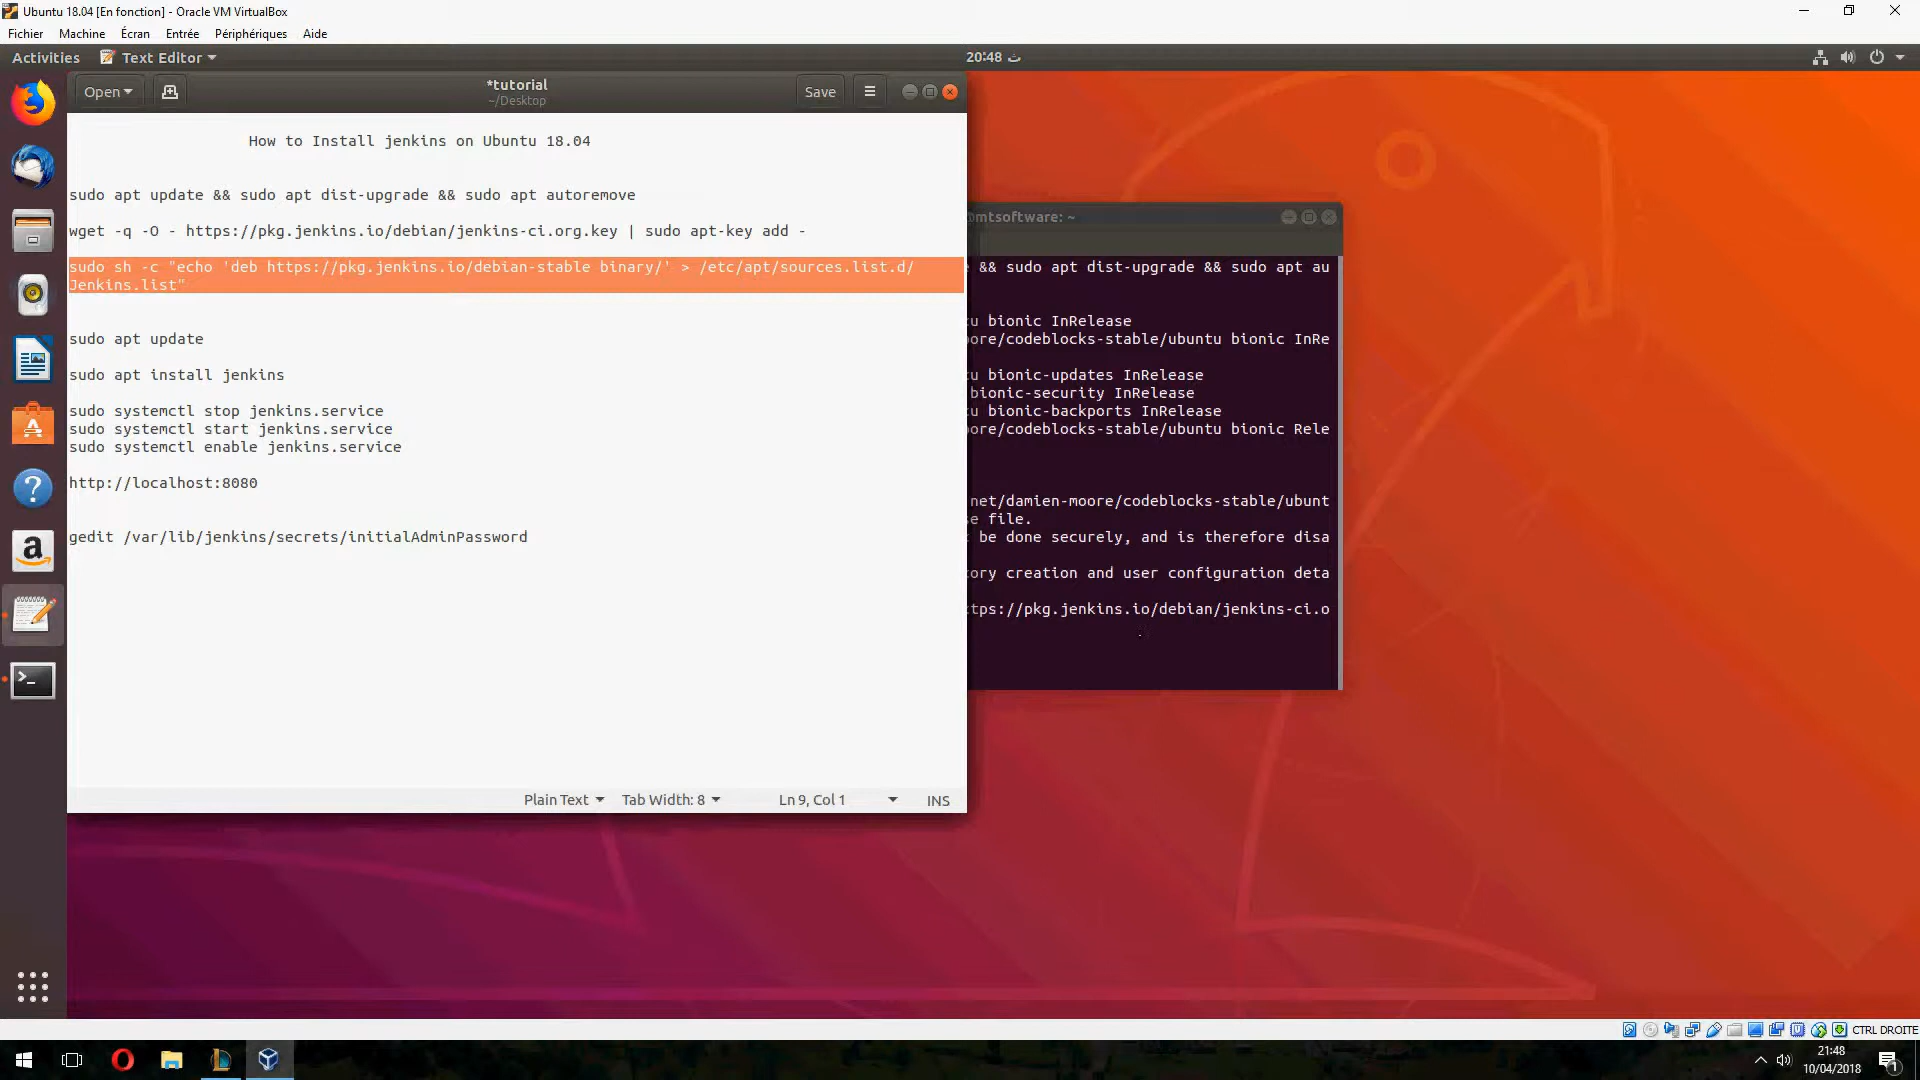 Ubuntu 18.04 [En fonction] - Oracle VM VirtualBox
Fichier Machine Écran Entrée Périphériques Aide
Activities Text Editor 20:48 ث
Open *tutorial Save
~/Desktop
How to Install jenkins on Ubuntu 18.04
sudo apt update && sudo apt dist-upgrade && sudo apt autoremove
wget -q -O - https://pkg.jenkins.io/debian/jenkins-ci.org.key | sudo apt-key add -
sudo sh -c "echo 'deb https://pkg.jenkins.io/debian-stable binary/' > /etc/apt/sources.list.d/
Jenkins.list"
sudo apt update
sudo apt install jenkins
sudo systemctl stop jenkins.service
sudo systemctl start jenkins.service
sudo systemctl enable jenkins.service
http://localhost:8080
gedit /var/lib/jenkins/secrets/initialAdminPassword
Plain Text Tab Width: 8 Ln 9, Col 1 INS
@mtsoftware: ~
&& sudo apt dist-upgrade && sudo apt au
u bionic InRelease
ore/codeblocks-stable/ubuntu bionic InRe
u bionic-updates InRelease
bionic-security InRelease
u bionic-backports InRelease
ore/codeblocks-stable/ubuntu bionic Rele
net/damien-moore/codeblocks-stable/ubunt
e file.
be done securely, and is therefore disa
ory creation and user configuration deta
tps://pkg.jenkins.io/debian/jenkins-ci.o
CTRL DROITE
21:48
10/04/2018
1